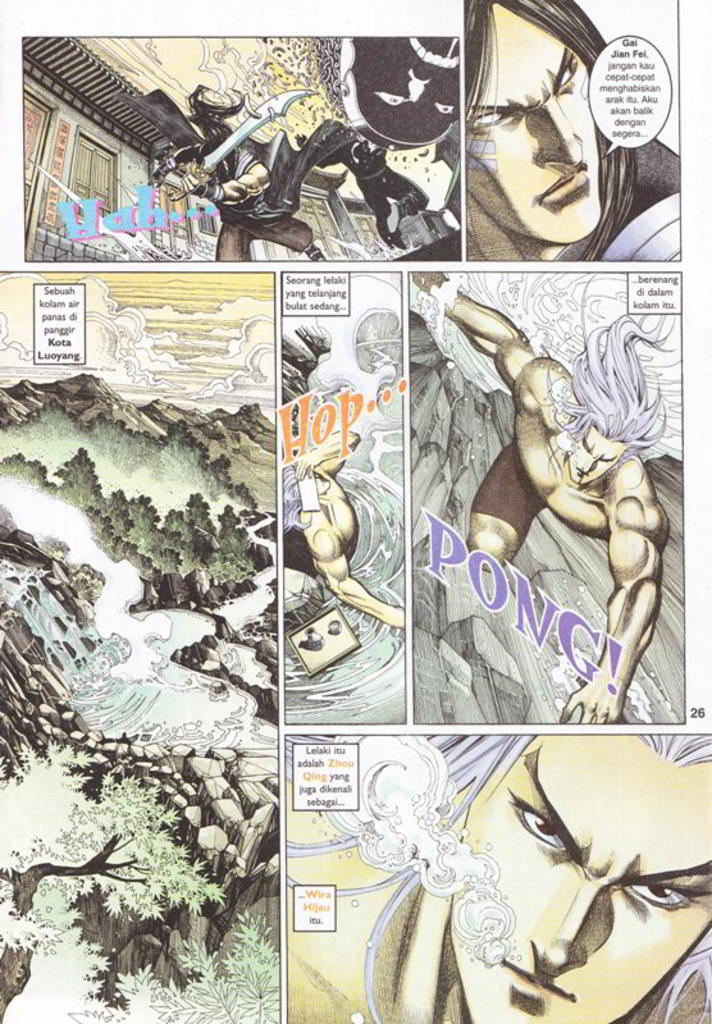 Hah...
Gai
Jian Fei,
jangan kau
cepat-cepat
menghabiskan
arak itu. Aku
akan balik
segera...
Sebuah
kolam air
panas di
panggir
Kota
Luoyang.
Seorang lelaki
yang telanjang
bulat sedang...
Hop...
...berenang
di dalam
kolam itu.
PONG!
26
Lelaki itu
adalah Zhou
Qing yang
juga dikenali
sebagai...
...Wira
Hijau
itu.